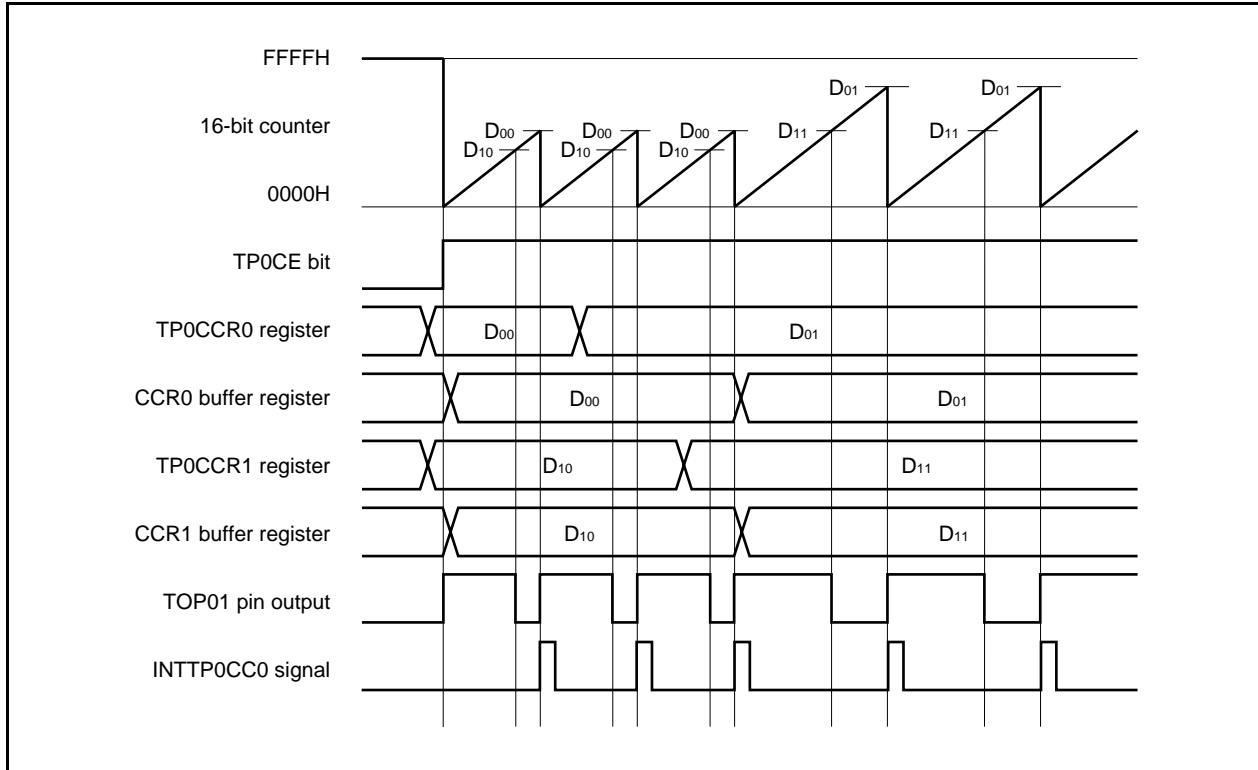 FFFFH
16-bit counter
0000H
D01 D01
D00 D00 D00 D11 D11
D10 D10 D10
TP0CE bit
TP0CCR0 register D00 D01
CCR0 buffer register D00 D01
TP0CCR1 register D10 D11
CCR1 buffer register D10 D11
TOP01 pin output
INTTP0CC0 signal